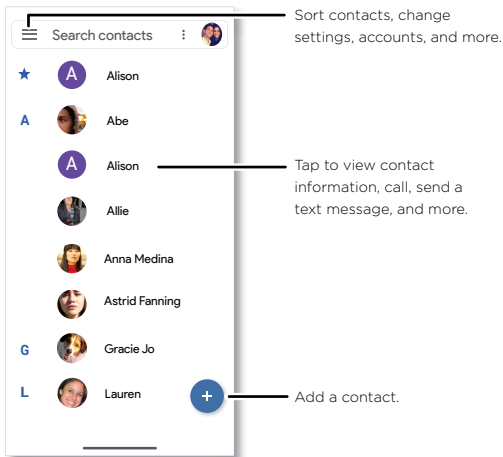 Sort contacts, change
settings, accounts, and more.
Search contacts
A Alison
A Abe
A Alison
Allie
Tap to view contact
information, call, send a
text message, and more.
Anna Medina
Astrid Fanning
G Gracie Jo
L Lauren
+
Add a contact.